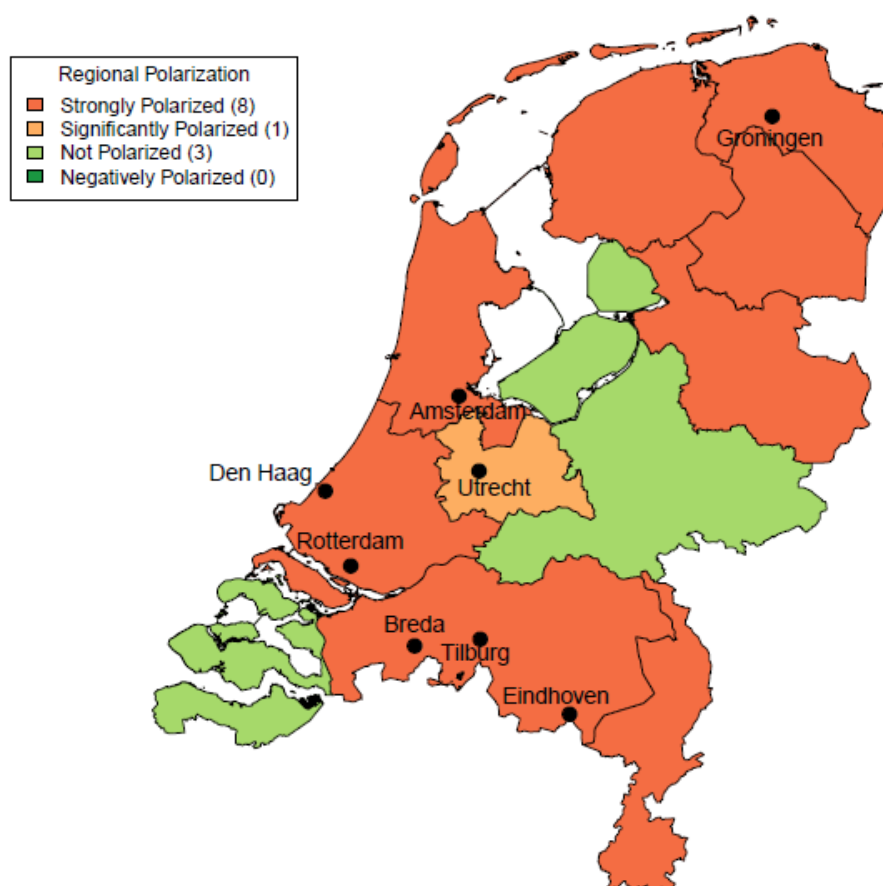 Regional Polarization
Strongly Polarized (8)
Significantly Polarized (1)
Not Polarized (3)
Negatively Polarized (0)
Groningen
Amsterdam
Den Haag
Utrecht
Rotterdam
Breda
Tilburg
Eindhoven